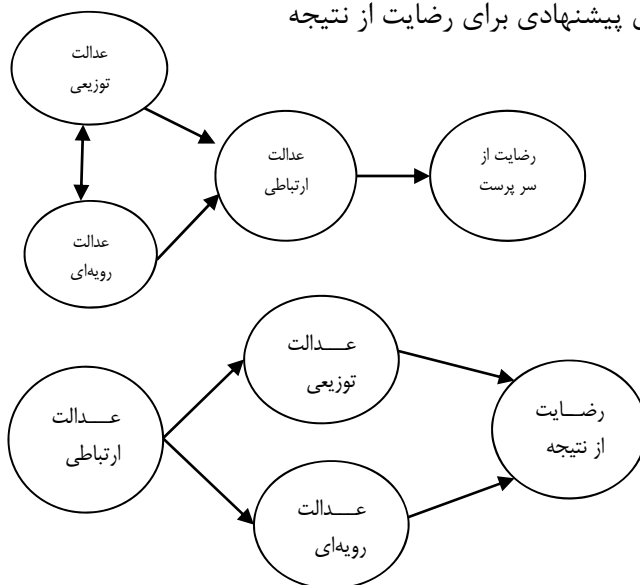 پیشنهادی برای رضایت از نتیجه
عدالت
توزیعی
عدالت
ارتباطی
رضایت از
سر پرست
عدالت
رویه‌ای
عـــدالت
توزیعی
عـــدالت
ارتباطی
رضــایت
از نتیجه
عـــدالت
رویه‌ای